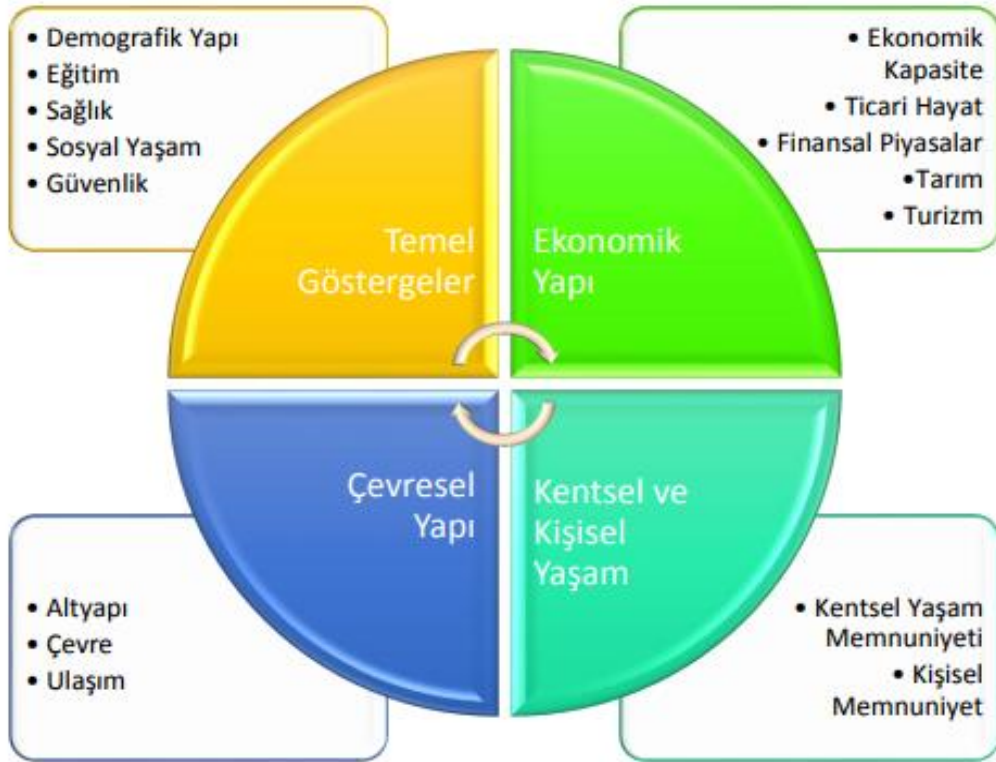 • Demografik Yapı
• Eğitim
• Sağlık
• Sosyal Yaşam
• Güvenlik
• Ekonomik
Kapasite
• Ticari Hayat
• Finansal Piyasalar
•Tarım
• Turizm
Temel
Göstergeler
Ekonomik
Yapı
Çevresel
Yapı
Kentsel ve
Kişisel
Yaşam
• Altyapı
• Çevre
• Ulaşım
• Kentsel Yaşam
Memnuniyeti
• Kişisel
Memnuniyet